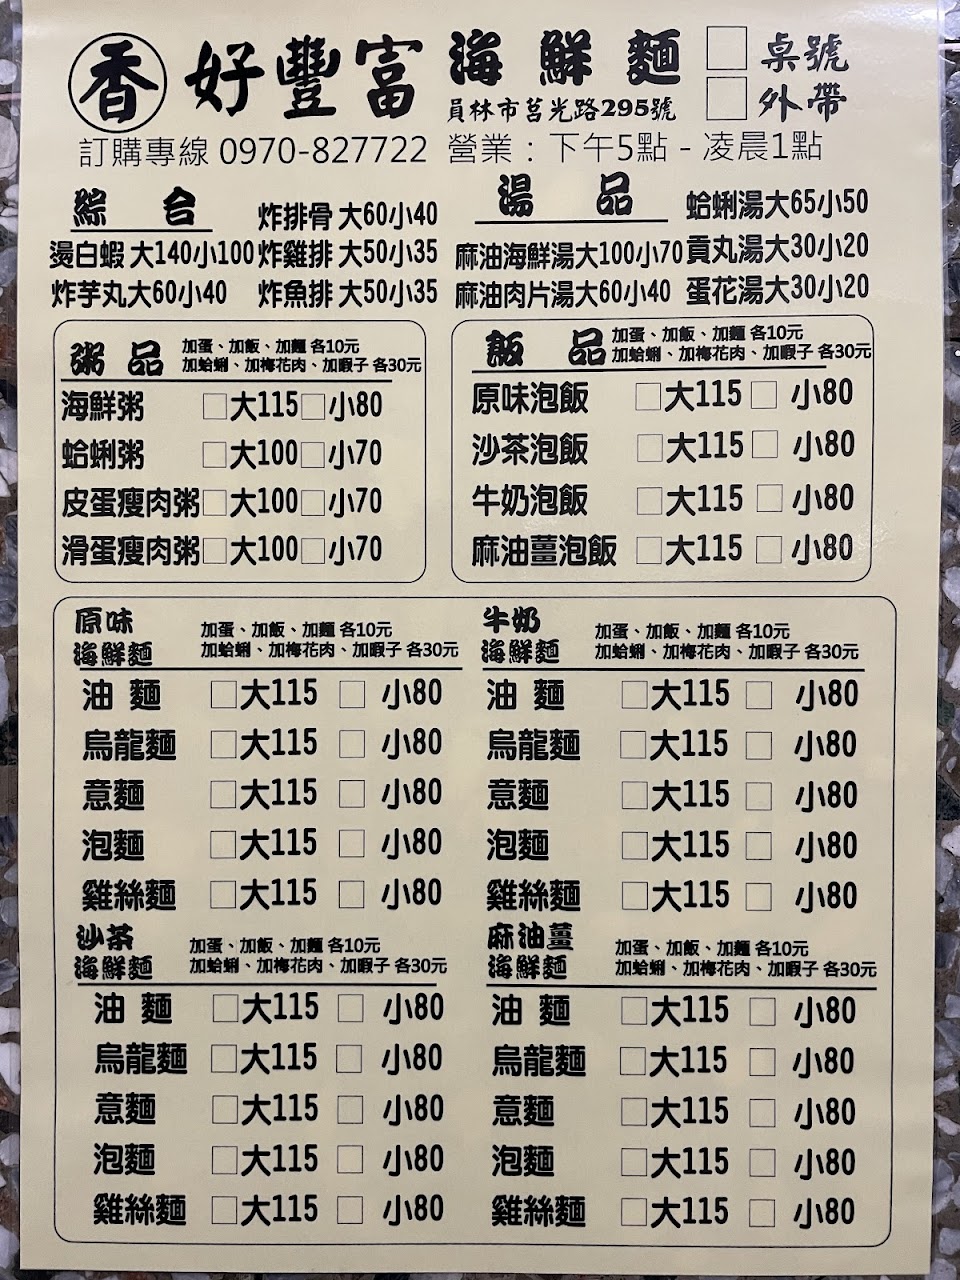 香 好豐富 海鮮麵 □ 桌號
員林市莒光路295號 □ 外帶
訂購專線 0970-827722 營業：下午5點 - 凌晨1點
綜合
炸排骨 大60小40
燙白蝦 大140小100 炸雞排 大50小35
炸芋丸大60小40 炸魚排 大50小35
湯品
蛤蜊湯大65小50
麻油海鮮湯大100小70 貢丸湯大30小20
麻油肉片湯大60小40 蛋花湯大30小20
粥品
加蛋、加飯、加麵 各10元
加蛤蜊、加梅花肉、加蝦子 各30元
海鮮粥 □大115□小80
蛤蜊粥 □大100□小70
皮蛋瘦肉粥□大100□小70
滑蛋瘦肉粥□大100□小70
飯品
加蛋、加飯、加麵 各10元
加蛤蜊、加梅花肉、加蝦子 各30元
原味泡飯 □大115 □ 小80
沙茶泡飯 □大115 □ 小80
牛奶泡飯 □大115 □ 小80
麻油薑泡飯 □大115 □ 小80
原味
海鮮麵
加蛋、加飯、加麵 各10元
加蛤蜊、加梅花肉、加蝦子 各30元
油 麵 □大115 □ 小80
烏龍麵 □大115 □ 小80
意麵 □大115 □ 小80
泡麵 □大115 □ 小80
雞絲麵 □大115 □ 小80
牛奶
海鮮麵
加蛋、加飯、加麵 各10元
加蛤蜊、加梅花肉、加蝦子 各30元
油 麵 □大115 □ 小80
烏龍麵 □大115 □ 小80
意麵 □大115 □ 小80
泡麵 □大115 □ 小80
雞絲麵 □大115 □ 小80
沙茶
海鮮麵
加蛋、加飯、加麵 各10元
加蛤蜊、加梅花肉、加蝦子 各30元
油 麵 □大115 □ 小80
烏龍麵 □大115 □ 小80
意麵 □大115 □ 小80
泡麵 □大115 □ 小80
雞絲麵 □大115 □ 小80
麻油薑
海鮮麵
加蛋、加飯、加麵 各10元
加蛤蜊、加梅花肉、加蝦子 各30元
油 麵 □大115 □ 小80
烏龍麵 □大115 □ 小80
意麵 □大115 □ 小80
泡麵 □大115 □ 小80
雞絲麵 □大115 □ 小80